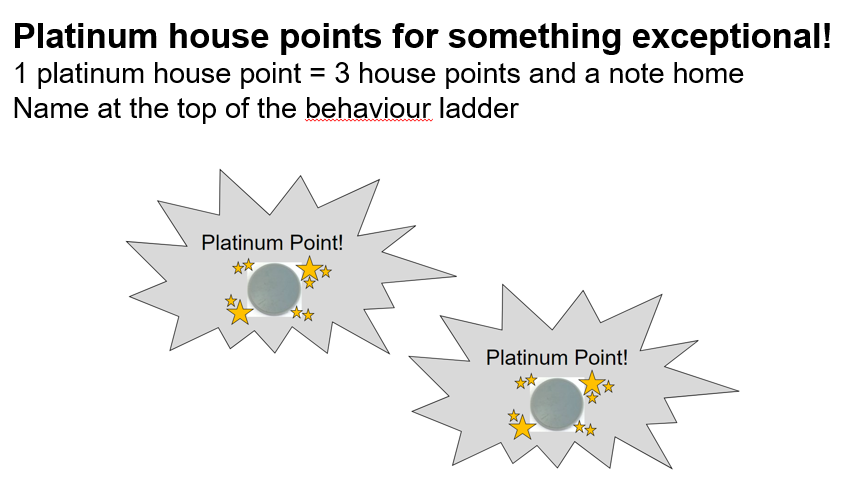 Platinum house points for something exceptional!
1 platinum house point = 3 house points and a note home
Name at the top of the behaviour ladder
Platinum Point!
Platinum Point!